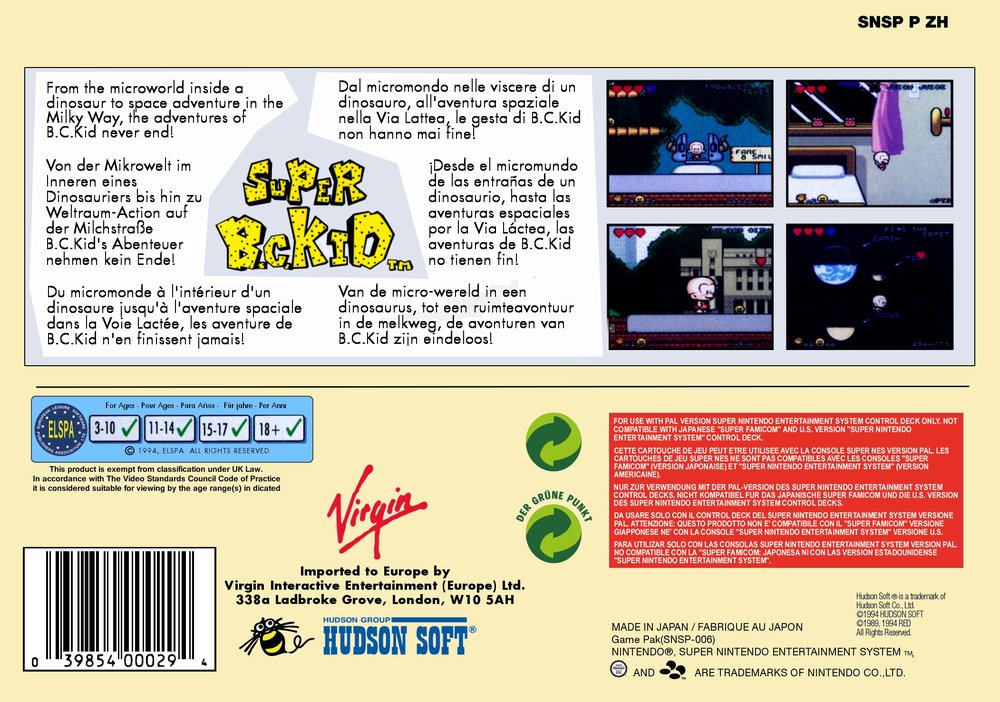 SNSP P ZH
From the microworld inside a
dinosaur to space adventure in the
Milky Way, the adventures of
B.C.Kid never end!
Dal micromondo nelle viscere di un
dinosauro, all'aventura spaziale
nella Via Lattea, le gesta di B.C.Kid
non hanno mai fine!
Von der Mikrowelt im
Inneren eines
Dinosauriers bis hin zu
Weltraum-Action auf
der Milchstraße
B.C.Kid's Abenteuer
nehmen kein Ende!
SUPER
B.C.KID TM
¡Desde el micromundo
de las entrañas de un
dinosaurio, hasta las
aventuras espaciales
por la Via Láctea, las
aventuras de B.C.Kid
no tienen fin!
Du micromonde à l'intérieur d'un
dinosaure jusqu'à l'aventure spaciale
dans la Voie Lactée, les aventure de
B.C.Kid n'en finissent jamais!
Van de micro-wereld in een
dinosaurus, tot een ruimteavontuur
in de melkweg, de avonturen van
B.C.Kid zijn eindeloos!
FARE
8 SMIL
EARTH
For Ages - Pour Ages - Para Años - Für jahre - Per Anni
ELSPA
3-10 11-14 15-17 18+
© 1994, ELSPA ALL RIGHTS RESERVED
This product is exempt from classification under UK Law.
In accordance with The Video Standards Council Code of Practice
it is considered suitable for viewing by the age range(s) in dicated
Virgin
Imported to Europe by
Virgin Interactive Entertainment (Europe) Ltd.
338a Ladbroke Grove, London, W10 5AH
HUDSON GROUP
HUDSON SOFT®
DER GRÜNE PUNKT
FOR USE WITH PAL VERSION SUPER NINTENDO ENTERTAINMENT SYSTEM CONTROL DECK ONLY. NOT
COMPATIBLE WITH JAPANESE "SUPER FAMICOM" AND U.S. VERSION "SUPER NINTENDO
ENTERTAINMENT SYSTEM" CONTROL DECK.
CETTE CARTOUCHE DE JEU PEUT ETRE UTILISEE AVEC LA CONSOLE SUPER NES VERSION PAL. LES
CARTOUCHES DE JEU SUPER NES NE SONT PAS COMPATIBLES AVEC LES CONSOLES "SUPER
FAMICOM" (VERSION JAPONAISE) ET "SUPER NINTENDO ENTERTAINMENT SYSTEM" (VERSION
AMERICAINE).
NUR ZUR VERWENDUNG MIT DER PAL-VERSION DES SUPER NINTENDO ENTERTAINMENT SYSTEM
CONTROL DECKS. NICHT KOMPATIBEL FUR DAS JAPANISCHE SUPER FAMICOM UND DIE U.S. VERSION
DES SUPER NINTENDO ENTERTAINMENT SYSTEM CONTROL DECKS.
DA USARE SOLO CON IL CONTROL DECK DEL SUPER NINTENDO ENTERTAINMENT SYSTEM VERSIONE
PAL. ATTENZIONE: QUESTO PRODOTTO NON E' COMPATIBILE CON IL "SUPER FAMICOM" VERSIONE
GIAPPONESE NE' CON LA CONSOLE "SUPER NINTENDO ENTERTAINMENT SYSTEM" VERSIONE U.S.
PARA UTILIZAR SOLO CON LAS CONSOLAS SUPER NINTENDO ENTERTAINMENT SYSTEM VERSION PAL.
NO COMPATIBLE CON LA "SUPER FAMICOM: JAPONESA NI CON LAS VERSION ESTADOUNIDENSE
"SUPER NINTENDO ENTERTAINMENT SYSTEM".
0 39854 00029 4
Hudson Soft ® is a trademark of
Hudson Soft Co., Ltd.
©1994 HUDSON SOFT
©1989, 1994 RED
All Rights Reserved.
MADE IN JAPAN / FABRIQUE AU JAPON
Game Pak(SNSP-006)
NINTENDO®, SUPER NINTENDO ENTERTAINMENT SYSTEM TM,
AND ARE TRADEMARKS OF NINTENDO CO.,LTD.